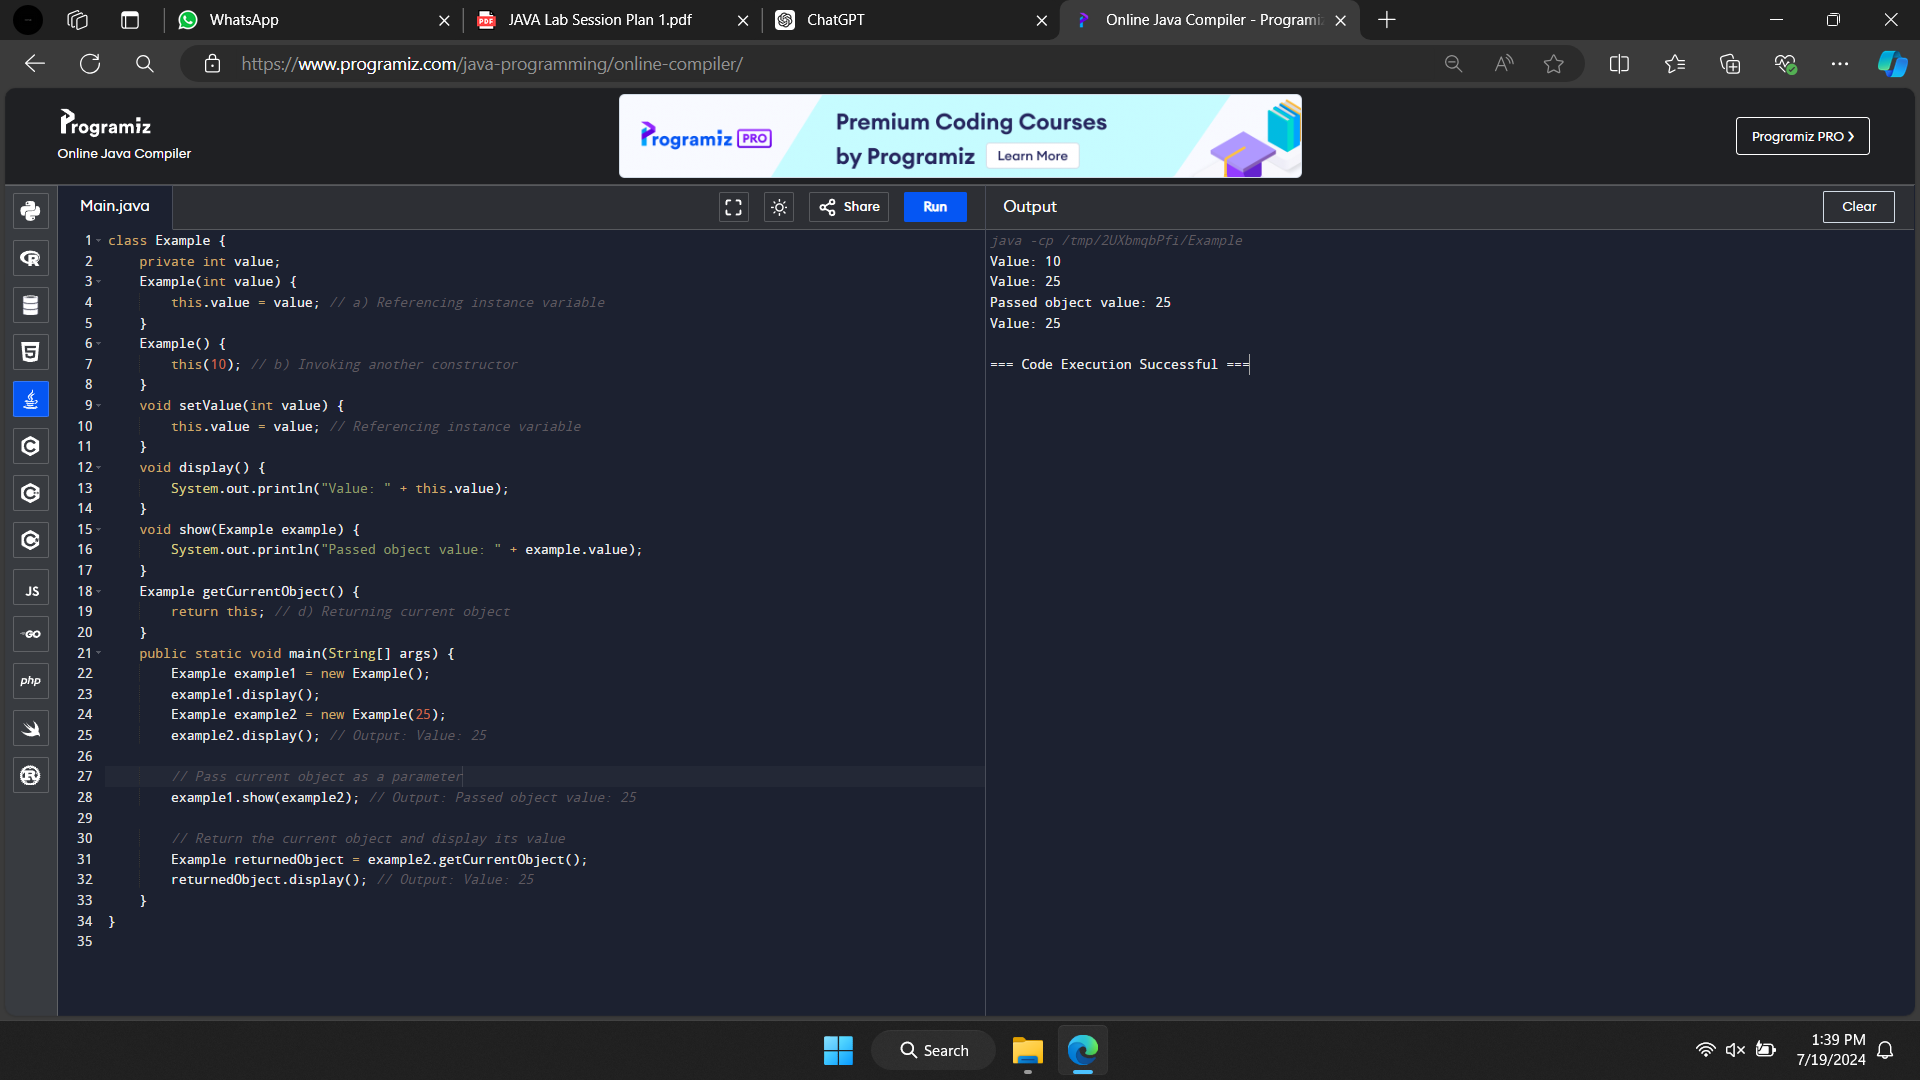 WhatsApp
JAVA Lab Session Plan 1.pdf
ChatGPT
Online Java Compiler - Programiz
https://www.programiz.com/java-programming/online-compiler/
Programiz
Online Java Compiler
Programiz PRO
Premium Coding Courses
by Programiz
Learn More
Programiz PRO
Main.java
Share
Run
Output
Clear
1 class Example {
2 private int value;
3 Example(int value) {
4 this.value = value; // a) Referencing instance variable
5 }
6 Example() {
7 this(10); // b) Invoking another constructor
8 }
9 void setValue(int value) {
10 this.value = value; // Referencing instance variable
11 }
12 void display() {
13 System.out.println("Value: " + this.value);
14 }
15 void show(Example example) {
16 System.out.println("Passed object value: " + example.value);
17 }
18 Example getCurrentObject() {
19 return this; // d) Returning current object
20 }
21 public static void main(String[] args) {
22 Example example1 = new Example();
23 example1.display();
24 Example example2 = new Example(25);
25 example2.display(); // Output: Value: 25
26
27 // Pass current object as a parameter
28 example1.show(example2); // Output: Passed object value: 25
29
30 // Return the current object and display its value
31 Example returnedObject = example2.getCurrentObject();
32 returnedObject.display(); // Output: Value: 25
33 }
34 }
35
java -cp /tmp/2UXbmqbPfi/Example
Value: 10
Value: 25
Passed object value: 25
Value: 25
=== Code Execution Successful ===
JS
GO
php
Search
1:39 PM
7/19/2024